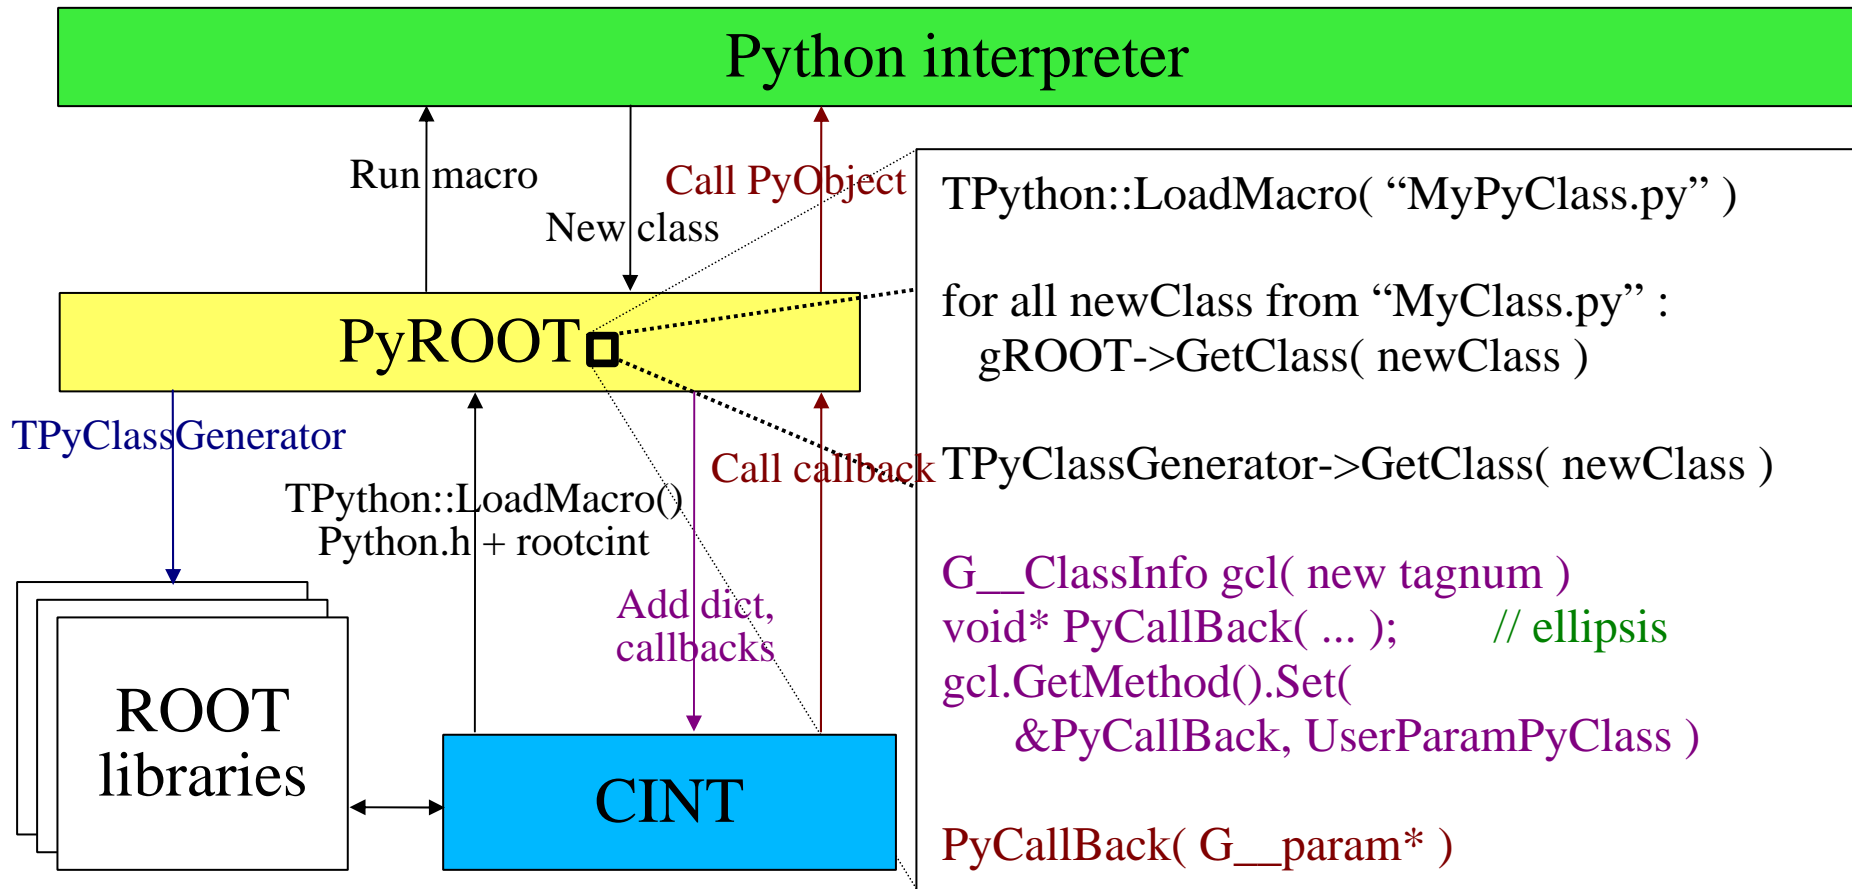 Python interpreter
Run macro
New class
Call PyObject
PyROOT
TPyClassGenerator
TPython::LoadMacro()
Python.h + rootcint
Add dict,
callbacks
Call callback
ROOT
libraries
CINT
TPython::LoadMacro( “MyPyClass.py” )
for all newClass from “MyClass.py” :
gROOT->GetClass( newClass )
TPyClassGenerator->GetClass( newClass )
G__ClassInfo gcl( new tagnum )
void* PyCallBack( ... ); // ellipsis
gcl.GetMethod().Set(
&PyCallBack, UserParamPyClass )
PyCallBack( G__param* )